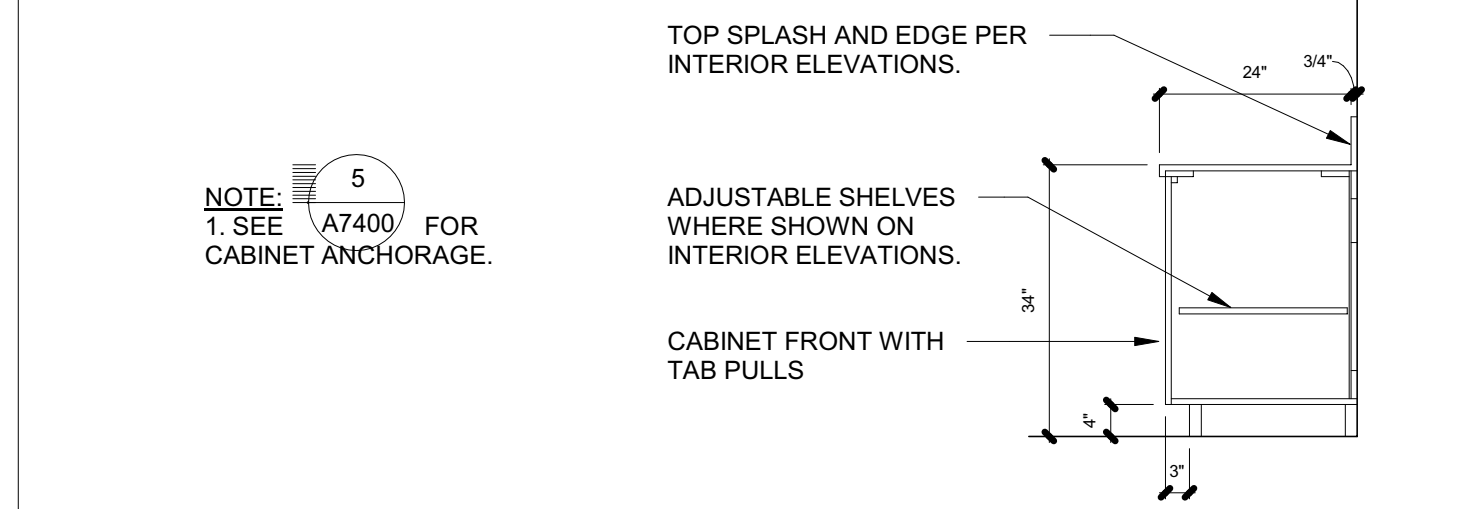 NOTE:
5
1. SEE A7400 FOR
CABINET ANCHORAGE.
TOP SPLASH AND EDGE PER
INTERIOR ELEVATIONS.
24"
3/4"
ADJUSTABLE SHELVES
WHERE SHOWN ON
INTERIOR ELEVATIONS.
34"
CABINET FRONT WITH
TAB PULLS
4"
3"